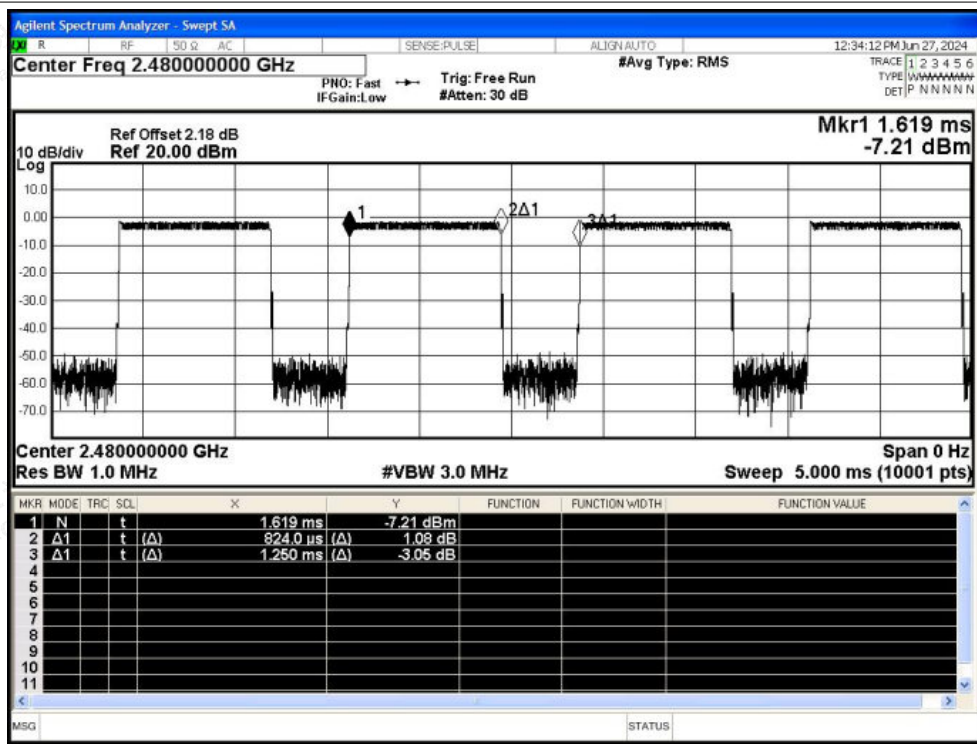 Agilent Spectrum Analyzer - Swept SA
LXI R RF 50 Ω AC SENSE:PULSE ALIGN AUTO 12:34:12 PM Jun 27, 2024
Center Freq 2.480000000 GHz #Avg Type: RMS TRACE 1 2 3 4 5 6
PNO: Fast Trig: Free Run TYPE
IFGain:Low #Atten: 30 dB DET P N N N N N
Mkr1 1.619 ms
Ref Offset 2.18 dB
10 dB/div Ref 20.00 dBm -7.21 dBm
Log
10.0
0.00
1 2Δ1 3Δ1
-10.0
-20.0
-30.0
-40.0
-50.0
-60.0
-70.0
Center 2.480000000 GHz Span 0 Hz
Res BW 1.0 MHz #VBW 3.0 MHz Sweep 5.000 ms (10001 pts)
MKR MODE TRC SCL X Y FUNCTION FUNCTION WIDTH FUNCTION VALUE
1 N t 1.619 ms -7.21 dBm
2 Δ1 t (Δ) 824.0 µs (Δ) 1.08 dB
3 Δ1 t (Δ) 1.250 ms (Δ) -3.05 dB
4
5
6
7
8
9
10
11
MSG STATUS